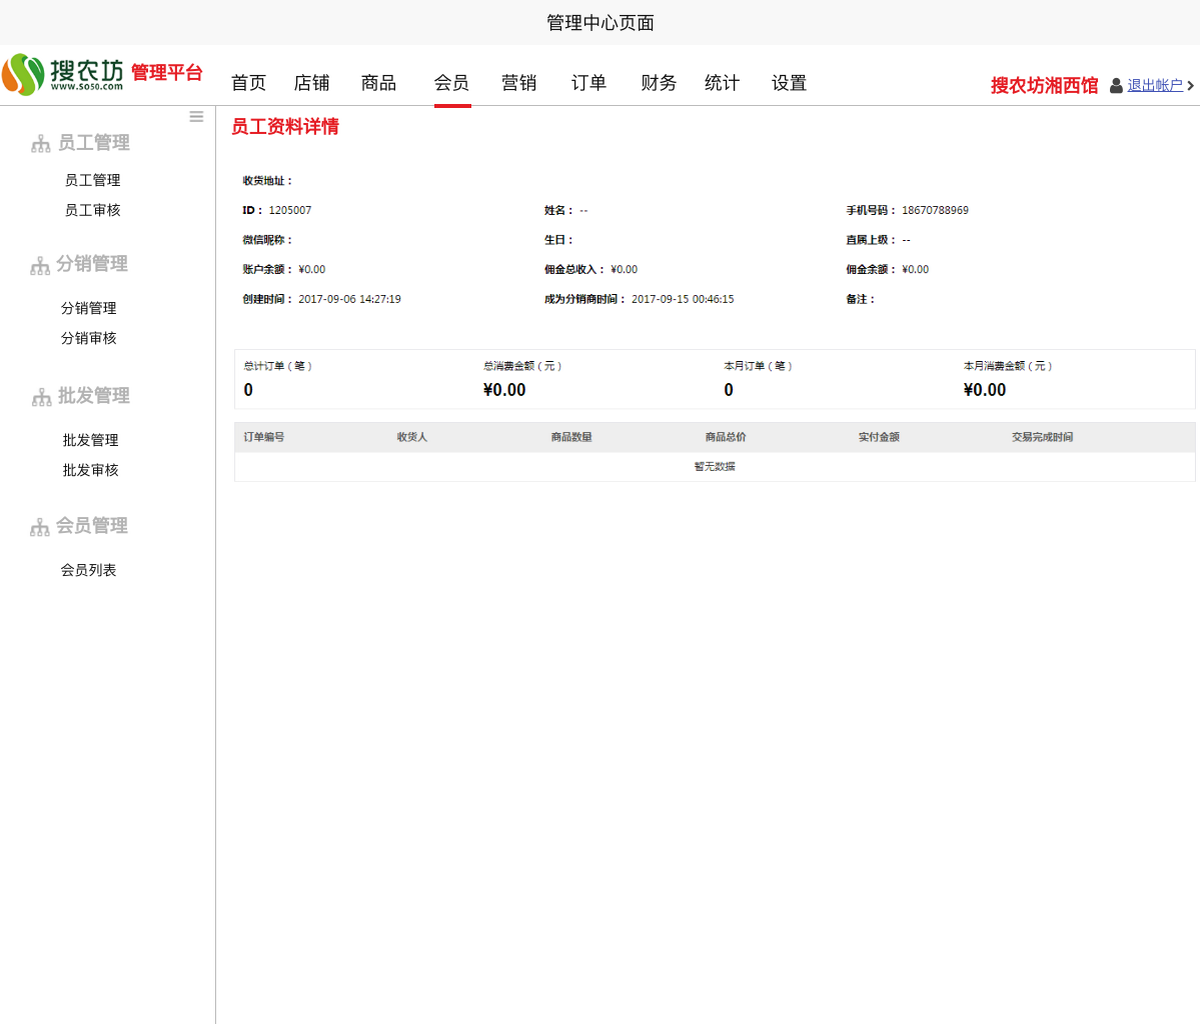 管理中心页面
搜农坊 管理平台 首页 店铺 商品 会员 营销 订单 财务 统计 设置 搜农坊湘西馆 退出帐户
www.so50.com
员工管理
员工管理
员工审核
分销管理
分销管理
分销审核
批发管理
批发管理
批发审核
会员管理
会员列表
员工资料详情
收货地址：
ID： 1205007 姓名： -- 手机号码： 18670788969
微信昵称： 生日： 直属上级： --
账户余额： ¥0.00 佣金总收入： ¥0.00 佣金余额： ¥0.00
创建时间： 2017-09-06 14:27:19 成为分销商时间： 2017-09-15 00:46:15 备注：
总计订单（笔） 总消费金额（元） 本月订单（笔） 本月消费金额（元）
0 ¥0.00 0 ¥0.00
订单编号 收货人 商品数量 商品总价 实付金额 交易完成时间
暂无数据